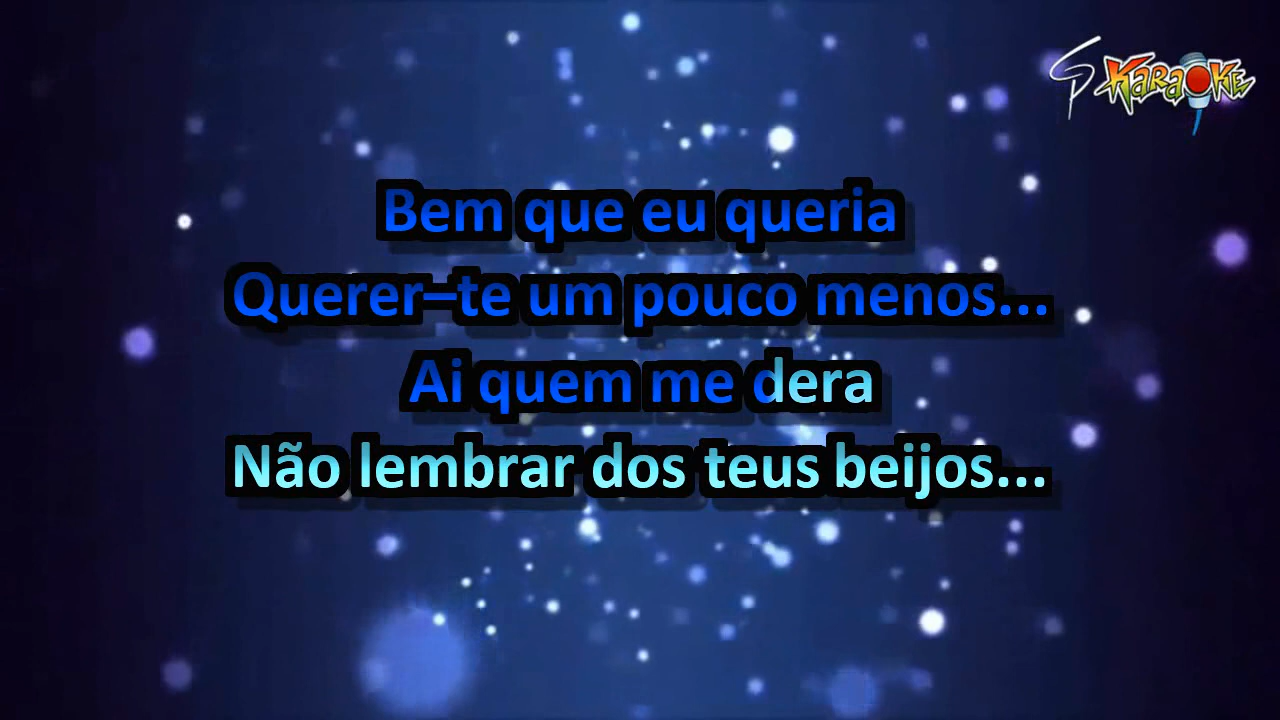 SP KaraoKe
Bem que eu queria
Querer–te um pouco menos...
Ai quem me dera
Não lembrar dos teus beijos...